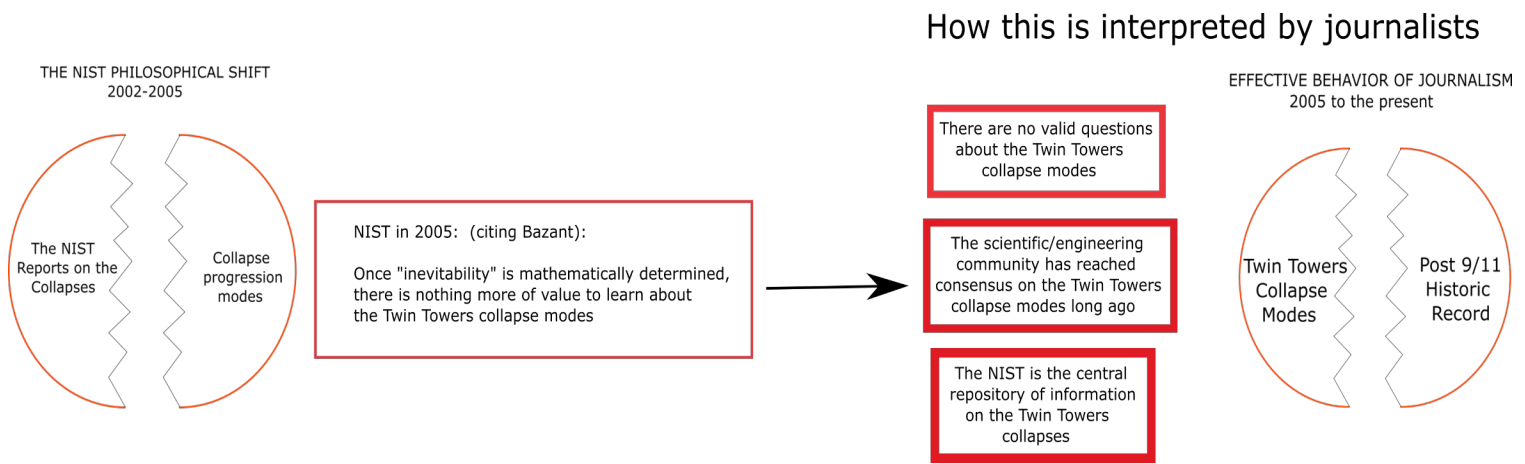 How this is interpreted by journalists
THE NIST PHILOSOPHICAL SHIFT
2002-2005
The NIST
Reports on the
Collapses
Collapse
progression
modes
NIST in 2005:  (citing Bazant):
Once "inevitability" is mathematically determined,
there is nothing more of value to learn about
the Twin Towers collapse modes
There are no valid questions
about the Twin Towers
collapse modes
The scientific/engineering
community has reached
consensus on the Twin Towers
collapse modes long ago
The NIST is the central
repository of information
on the Twin Towers
collapses
EFFECTIVE BEHAVIOR OF JOURNALISM
2005 to the present
Twin Towers
Collapse
Modes
Post 9/11
Historic
Record